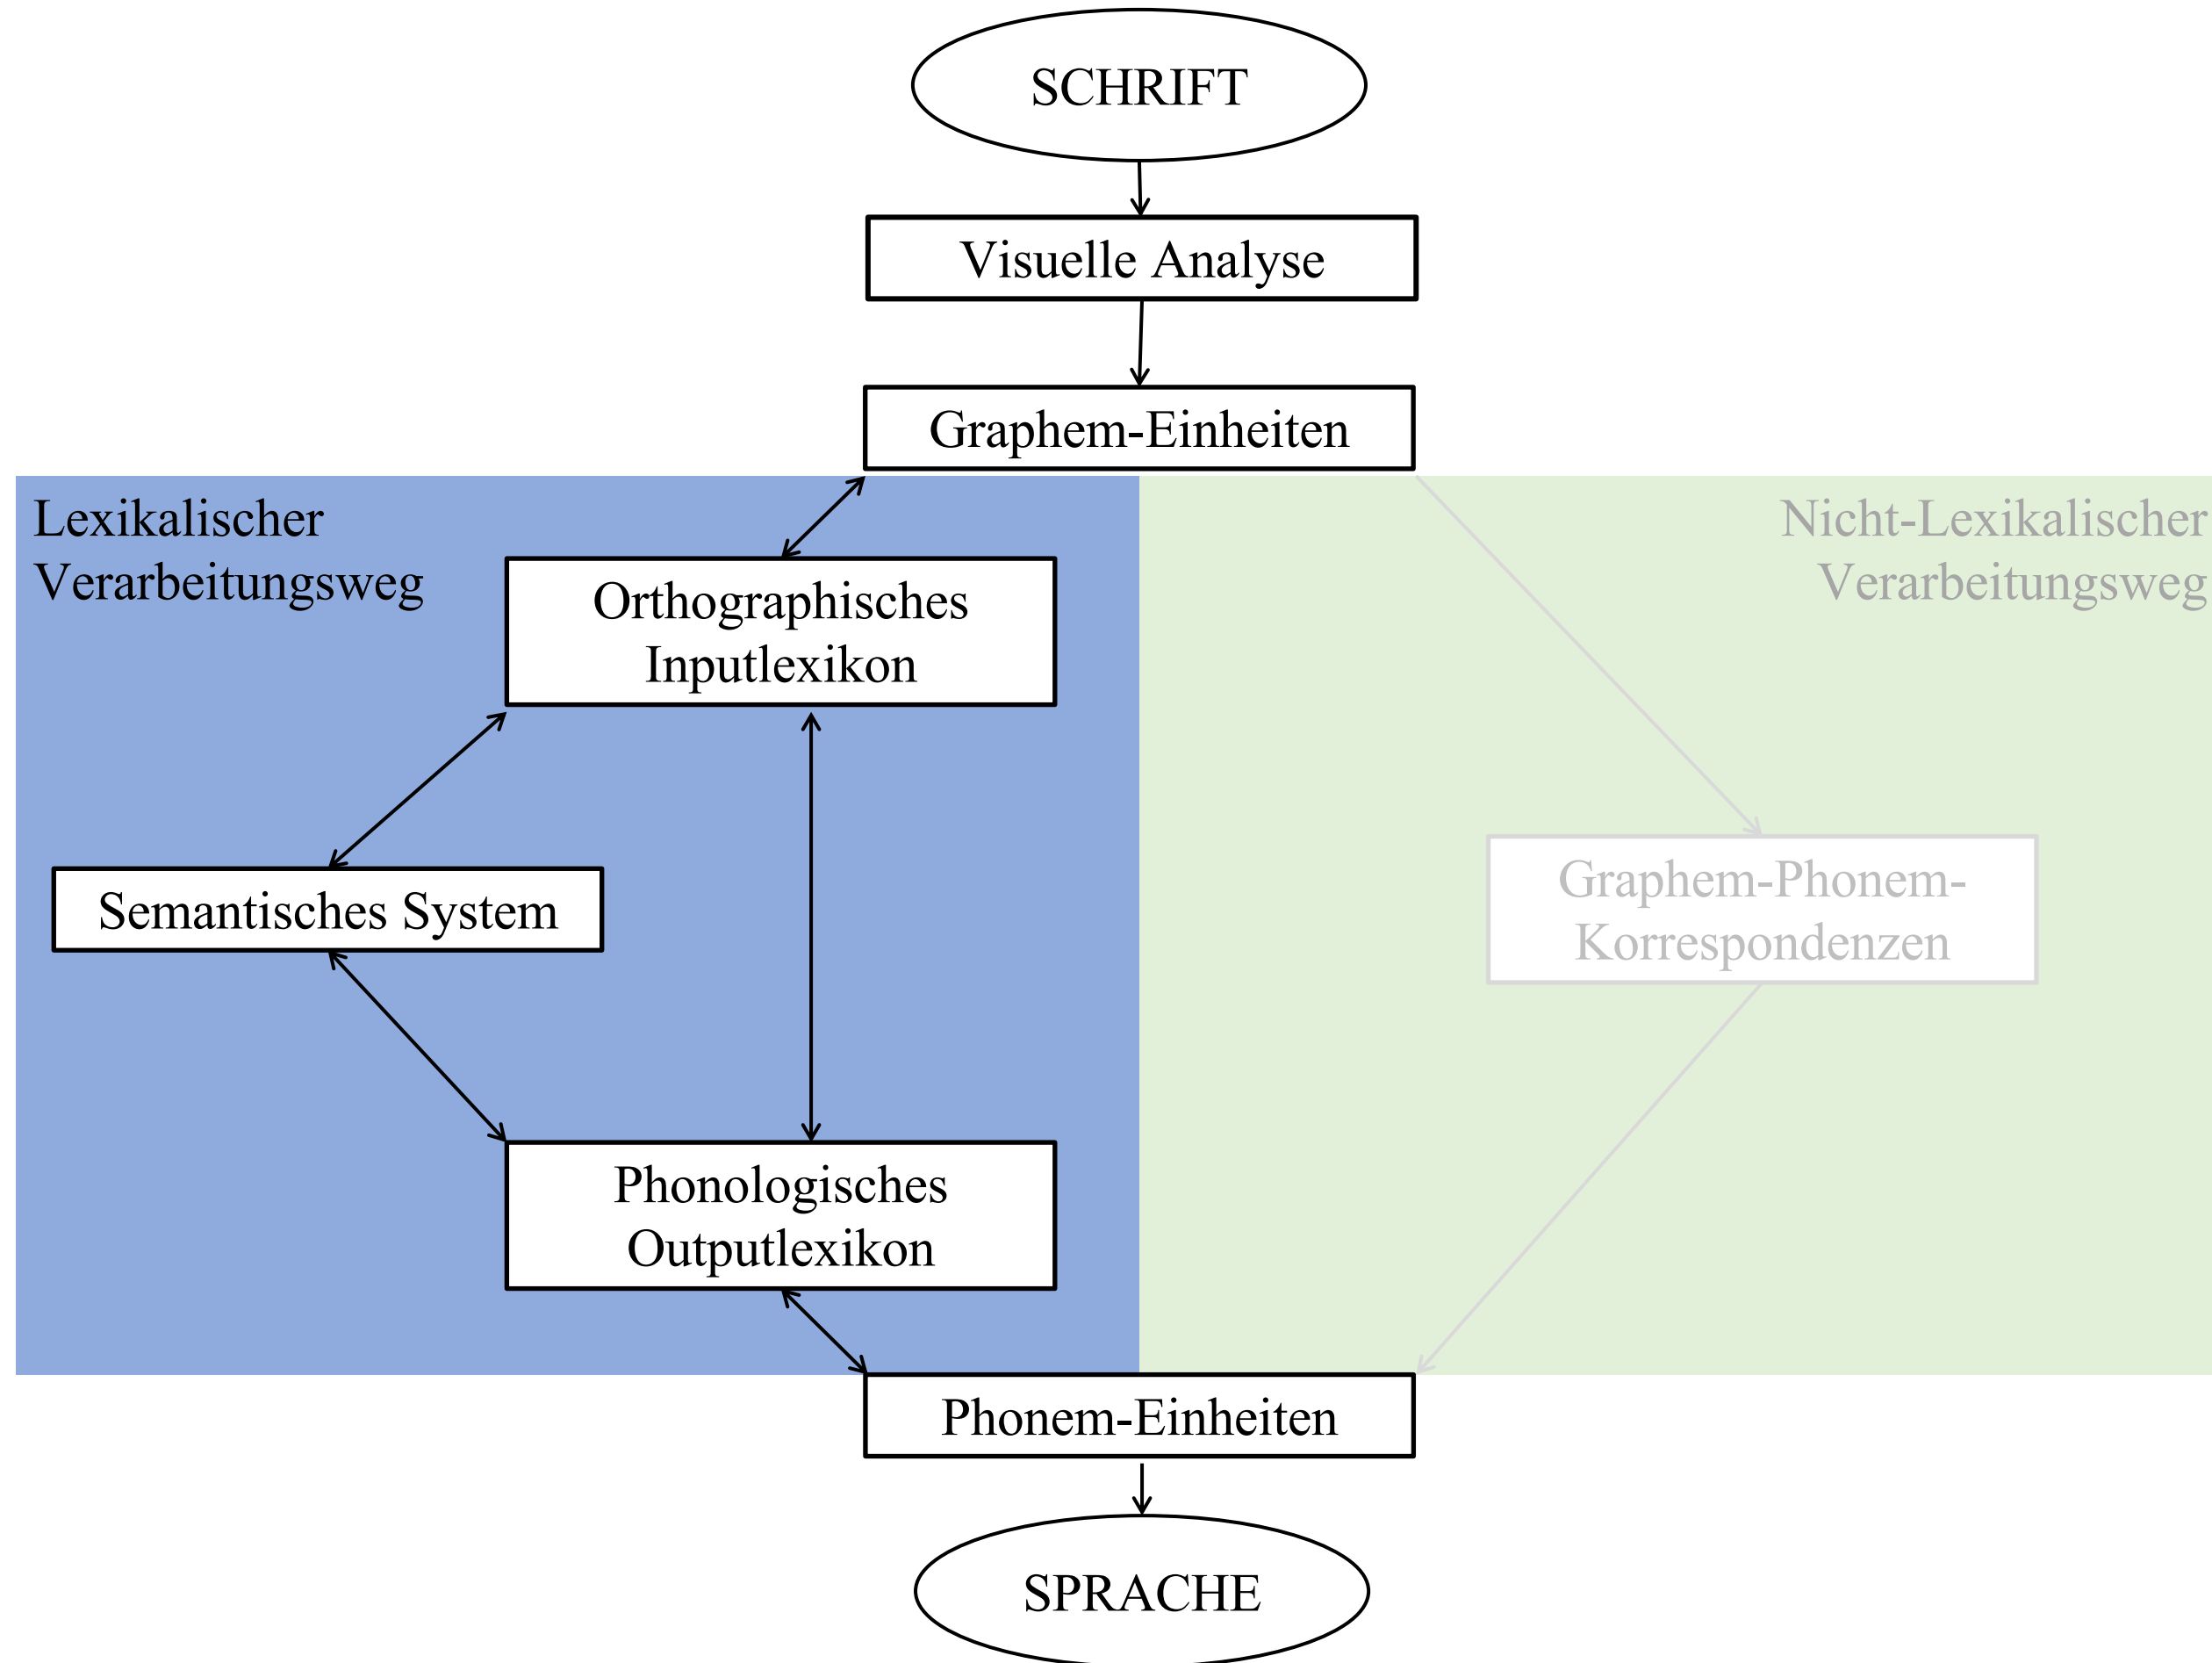 SCHRIFT
Visuelle Analyse
Graphem-Einheiten
Lexikalischer
Verarbeitungsweg
Nicht-Lexikalischer
Verarbeitungsweg
Orthographisches
Inputlexikon
Semantisches System
Graphem-Phonem-
Korrespondenzen
Phonologisches
Outputlexikon
Phonem-Einheiten
SPRACHE